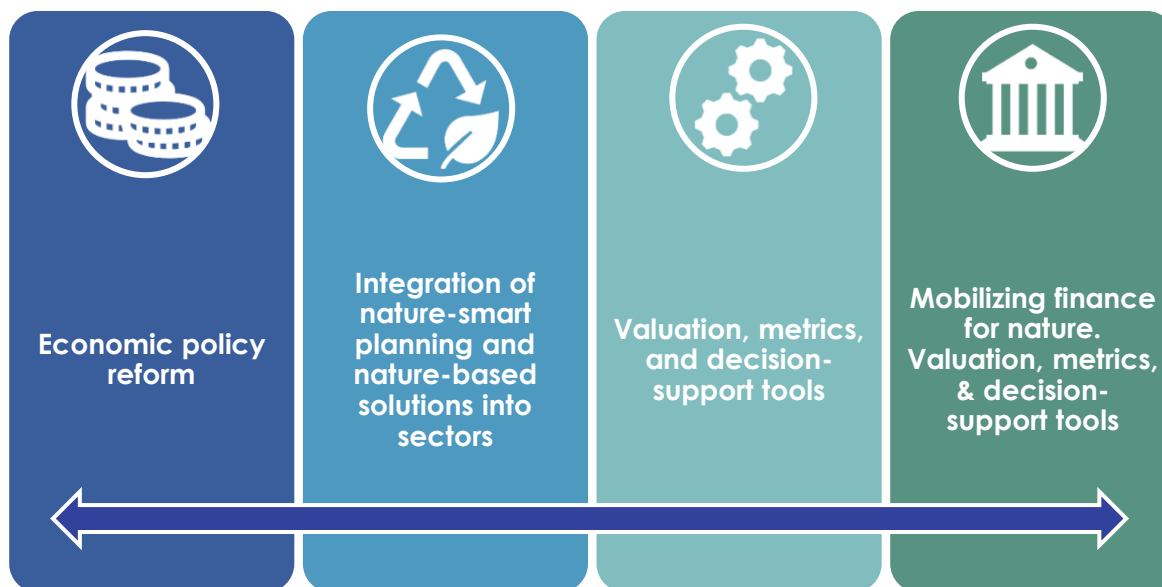 Economic policy
reform
Integration of
nature-smart
planning and
nature-based
solutions into
sectors
Valuation, metrics,
and decision-
support tools
Mobilizing finance
for nature.
Valuation, metrics,
& decision-
support tools